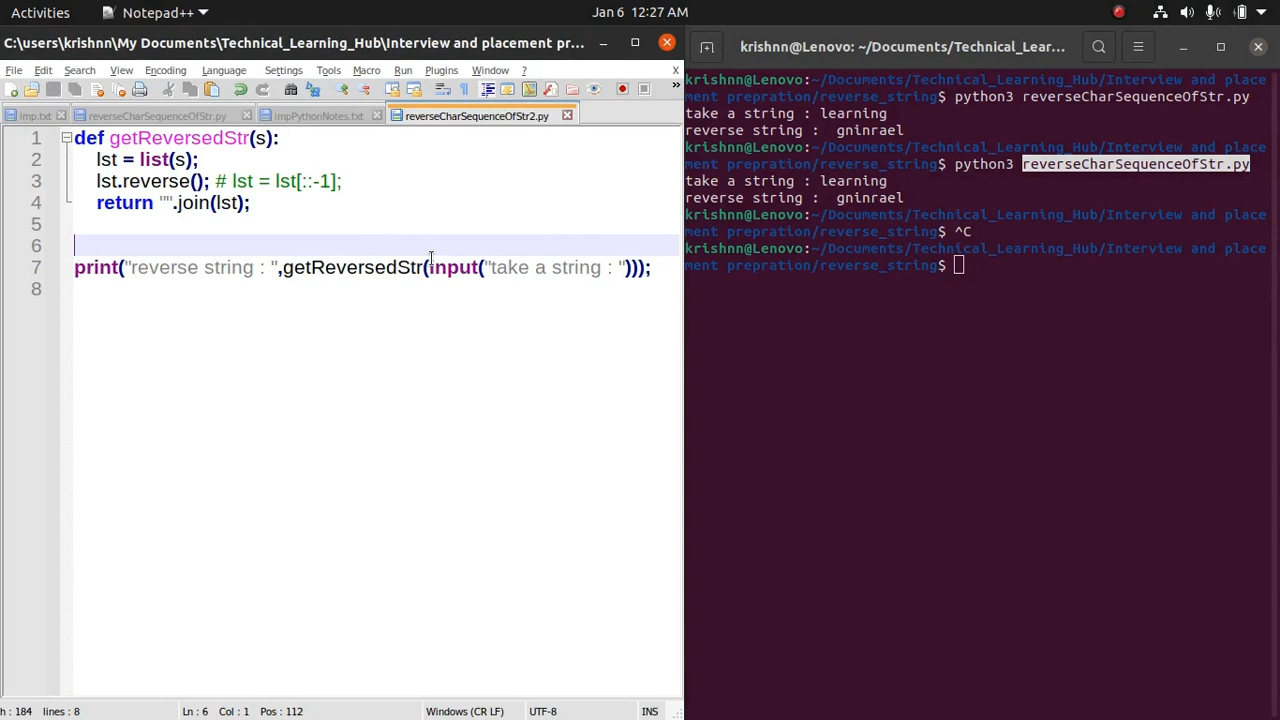 Activities Notepad++ Jan 6 12:27 AM
C:\users\krishnn\My Documents\Technical_Learning_Hub\Interview and placement pr...
File Edit Search View Encoding Language Settings Tools Macro Run Plugins Window X
imp.txt reverseCharSequenceOfStr.py impPythonNotes.txt reverseCharSequenceOfStr2.py
1 def getReversedStr(s):
2 lst = list(s);
3 lst.reverse(); # lst = lst[::-1];
4 return "".join(lst);
5
6
7 print("reverse string : ",getReversedStr(input("take a string : ")));
8
h : 184 lines : 8 Ln : 6 Col : 1 Pos : 112 Windows (CR LF) UTF-8 INS
krishnn@Lenovo: ~/Documents/Technical_Lear...
krishnn@Lenovo:~/Documents/Technical_Learning_Hub/Interview and place
ment prepration/reverse_string$ python3 reverseCharSequenceOfStr.py
take a string : learning
reverse string :  gninrael
krishnn@Lenovo:~/Documents/Technical_Learning_Hub/Interview and place
ment prepration/reverse_string$ python3 reverseCharSequenceOfStr.py
take a string : learning
reverse string :  gninrael
krishnn@Lenovo:~/Documents/Technical_Learning_Hub/Interview and place
ment prepration/reverse_string$ ^C
krishnn@Lenovo:~/Documents/Technical_Learning_Hub/Interview and place
ment prepration/reverse_string$